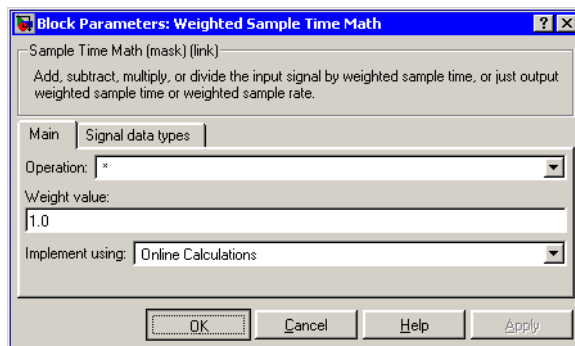 Block Parameters: Weighted Sample Time Math
Sample Time Math (mask) (link)
Add, subtract, multiply, or divide the input signal by weighted sample time, or just output
weighted sample time or weighted sample rate.
Main Signal data types
Operation: *
Weight value:
1.0
Implement using: Online Calculations
OK Cancel Help Apply